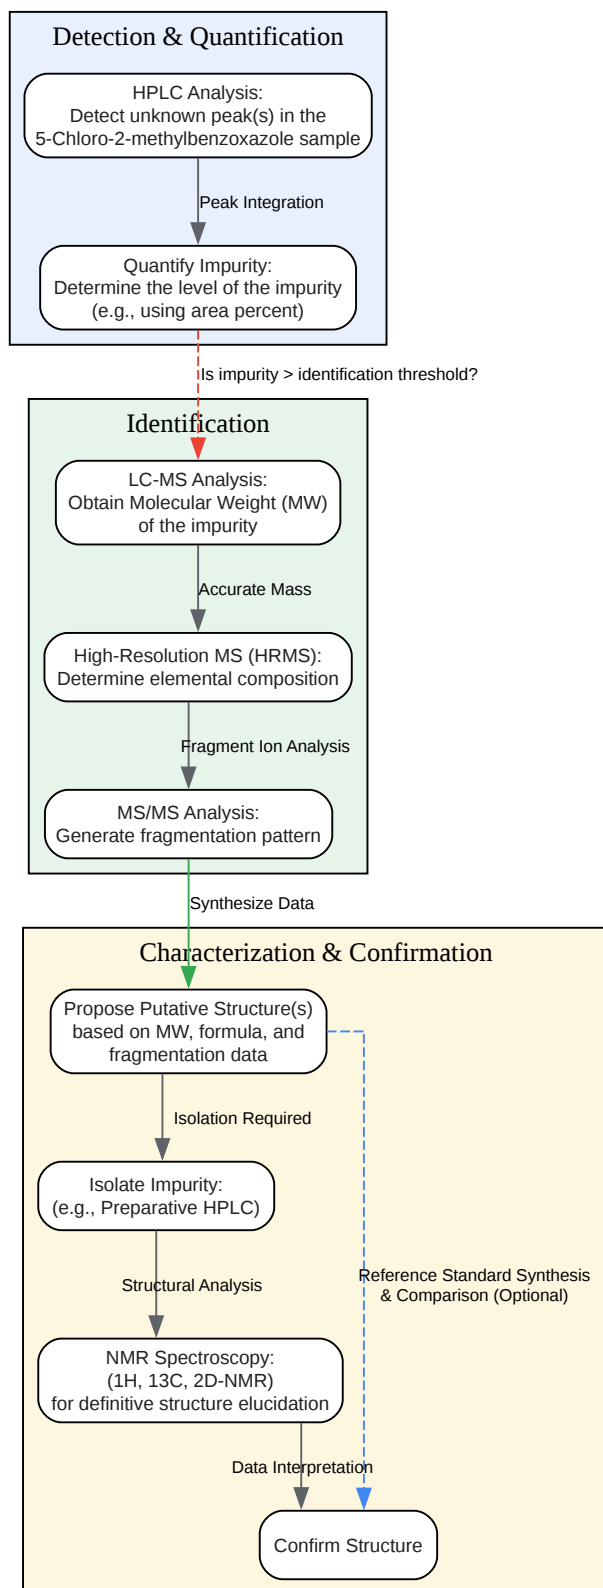 Detection & Quantification
HPLC Analysis:
Detect unknown peak(s) in the
5-Chloro-2-methylbenzoxazole sample
Peak Integration
Quantify Impurity:
Determine the level of the impurity
(e.g., using area percent)
Is impurity > identification threshold?
Identification
LC-MS Analysis:
Obtain Molecular Weight (MW)
of the impurity
Accurate Mass
High-Resolution MS (HRMS):
Determine elemental composition
Fragment Ion Analysis
MS/MS Analysis:
Generate fragmentation pattern
Synthesize Data
Characterization & Confirmation
Propose Putative Structure(s)
based on MW, formula, and
fragmentation data
Isolation Required
Isolate Impurity:
(e.g., Preparative HPLC)
Structural Analysis
Reference Standard Synthesis
& Comparison (Optional)
NMR Spectroscopy:
(1H, 13C, 2D-NMR)
for definitive structure elucidation
Data Interpretation
Confirm Structure